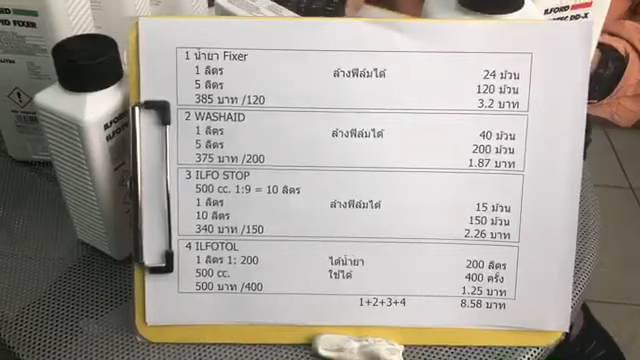 ILFORD
RAPID FIXER
ILFORD
1 น้ำยา Fixer
1 ลิตร ล้างฟิล์มได้ 24 ม้วน
5 ลิตร 120 ม้วน
385 บาท /120 3.2 บาท
2 WASHAID
1 ลิตร ล้างฟิล์มได้ 40 ม้วน
5 ลิตร 200 ม้วน
375 บาท /200 1.87 บาท
3 ILFO STOP
500 cc. 1:9 = 10 ลิตร
1 ลิตร ล้างฟิล์มได้ 15 ม้วน
10 ลิตร 150 ม้วน
340 บาท /150 2.26 บาท
4 ILFOTOL
1 ลิตร 1: 200 ได้น้ำยา 200 ลิตร
500 cc. ใช้ได้ 400 ครั้ง
500 บาท /400 1.25 บาท
1+2+3+4 8.58 บาท